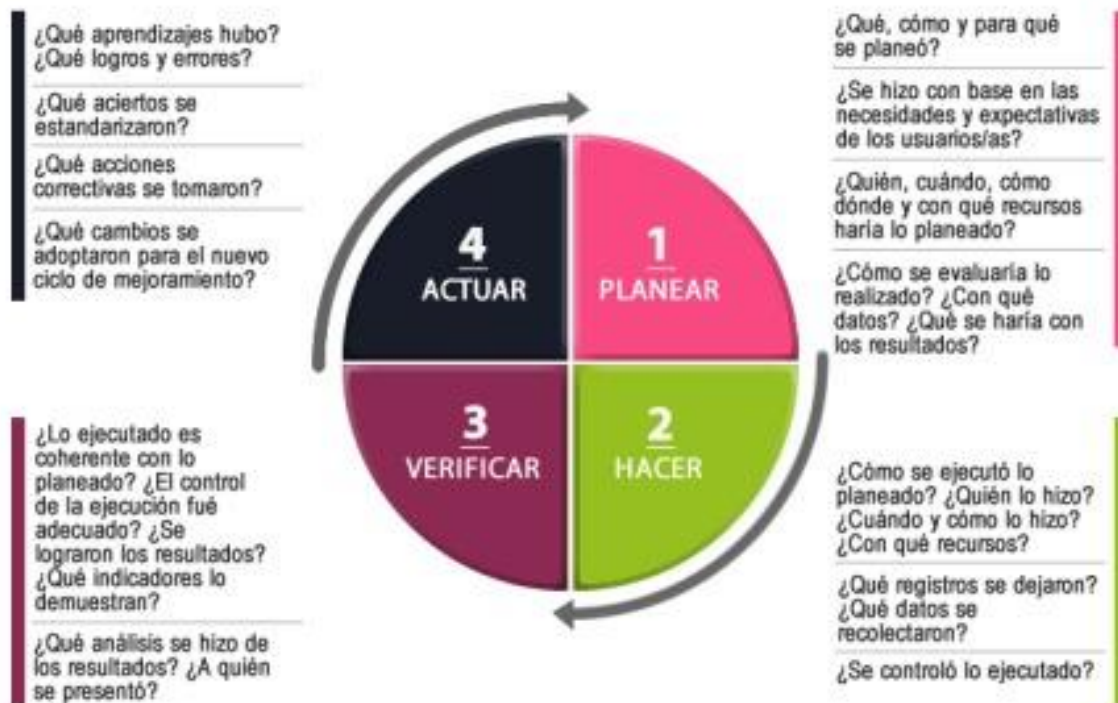 ¿Qué aprendizajes hubo?
¿Qué logros y errores?
¿Qué aciertos se
estandarizaron?
¿Qué acciones
correctivas se tomaron?
¿Qué cambios se
adoptaron para el nuevo
ciclo de mejoramiento?
¿Qué, cómo y para qué
se planeó?
¿Se hizo con base en las
necesidades y expectativas
de los usuarios/as?
¿Quién, cuándo, cómo
dónde y con qué recursos
haría lo planeado?
¿Cómo se evaluaría lo
realizado? ¿Con qué
datos? ¿Qué se haría con
los resultados?
4
ACTUAR
1
PLANEAR
3
VERIFICAR
2
HACER
¿Lo ejecutado es
coherente con lo
planeado? ¿El control
de la ejecución fué
adecuado? ¿Se
lograron los resultados?
¿Qué indicadores lo
demuestran?
¿Qué análisis se hizo de
los resultados? ¿A quién
se presentó?
¿Cómo se ejecutó lo
planeado? ¿Quién lo hizo?
¿Cuándo y cómo lo hizo?
¿Con qué recursos?
¿Qué registros se dejaron?
¿Qué datos se
recolectaron?
¿Se controló lo ejecutado?